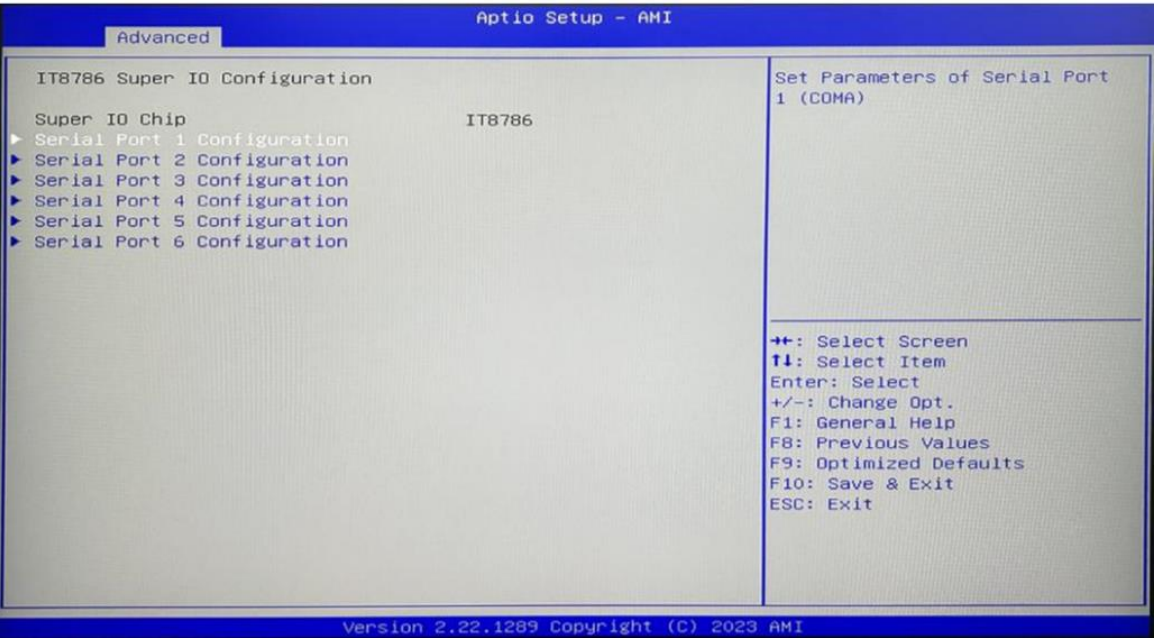 Aptio Setup - AMI
Advanced
IT8786 Super IO Configuration
Super IO Chip IT8786
► Serial Port 1 Configuration
► Serial Port 2 Configuration
► Serial Port 3 Configuration
► Serial Port 4 Configuration
► Serial Port 5 Configuration
► Serial Port 6 Configuration
Set Parameters of Serial Port
1 (COMA)
→←: Select Screen
↑↓: Select Item
Enter: Select
+/-: Change Opt.
F1: General Help
F8: Previous Values
F9: Optimized Defaults
F10: Save & Exit
ESC: Exit
Version 2.22.1289 Copyright (C) 2023 AMI